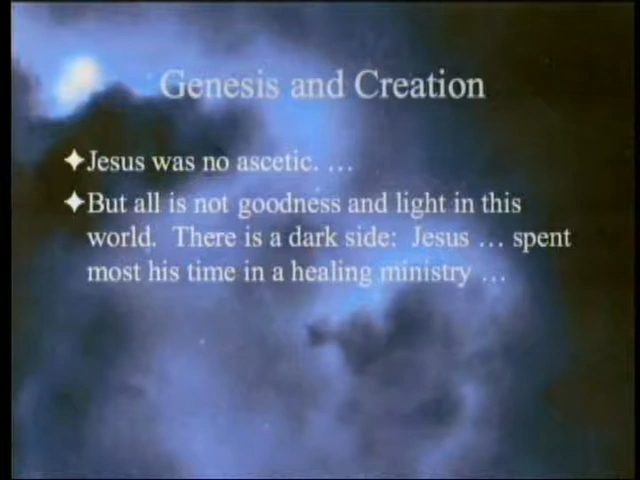 Genesis and Creation
✦Jesus was no ascetic. …
✦But all is not goodness and light in this
world.  There is a dark side:  Jesus … spent
most his time in a healing ministry …